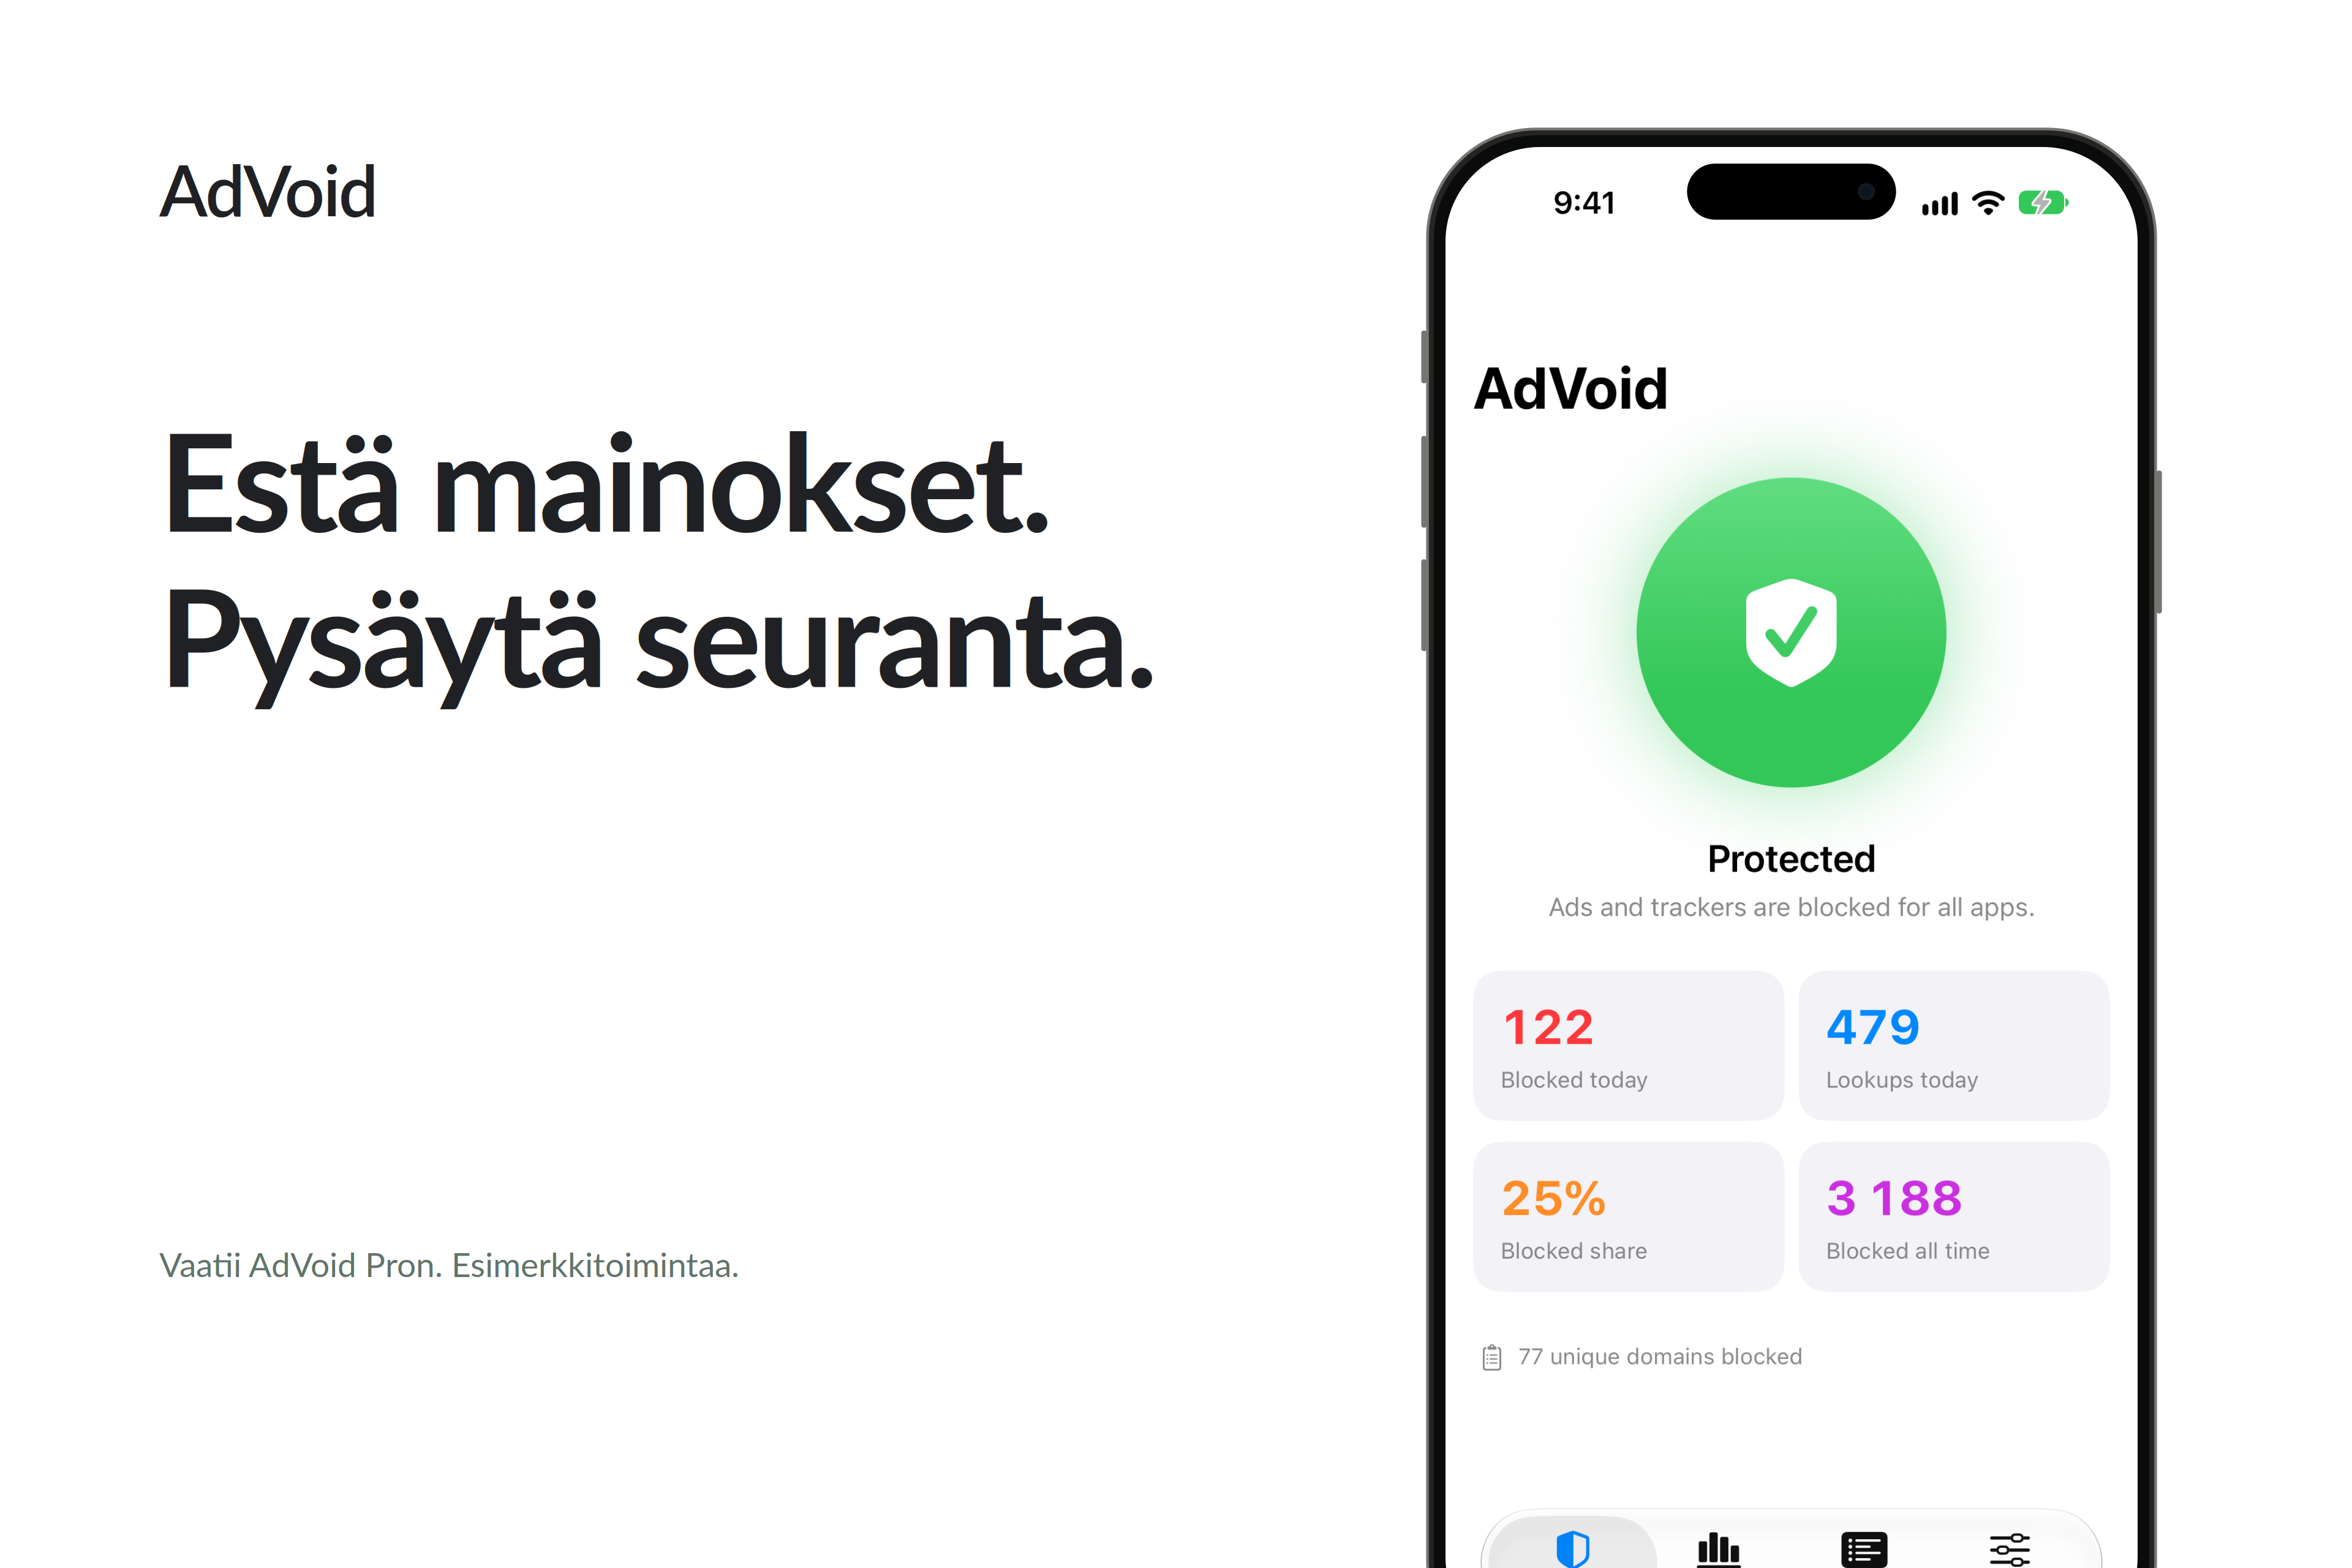 AdVoid
Estä mainokset.
Pysäytä seuranta.
Vaatii AdVoid Pron. Esimerkkitoimintaa.
9:41
AdVoid
Protected
Ads and trackers are blocked for all apps.
122
Blocked today
479
Lookups today
25%
Blocked share
3 188
Blocked all time
77 unique domains blocked